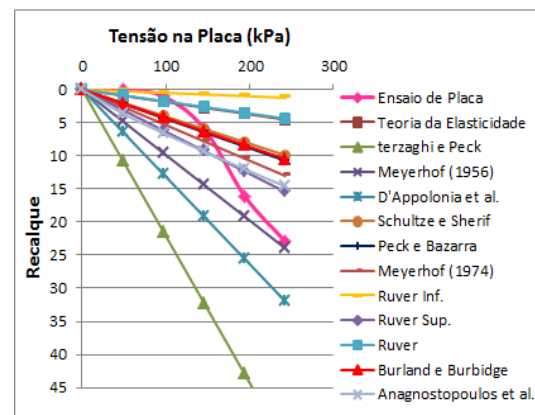 Tensão na Placa (kPa)
0 100 200 300
Recalque
0
5
10
15
20
25
30
35
40
45
Ensaio de Placa
Teoria da Elasticidade
terzaghi e Peck
Meyerhof (1956)
D'Appolonia et al.
Schultze e Sherif
Peck e Bazarra
Meyerhof (1974)
Ruver Inf.
Ruver Sup.
Ruver
Burland e Burbidge
Anagnostopoulos et al.